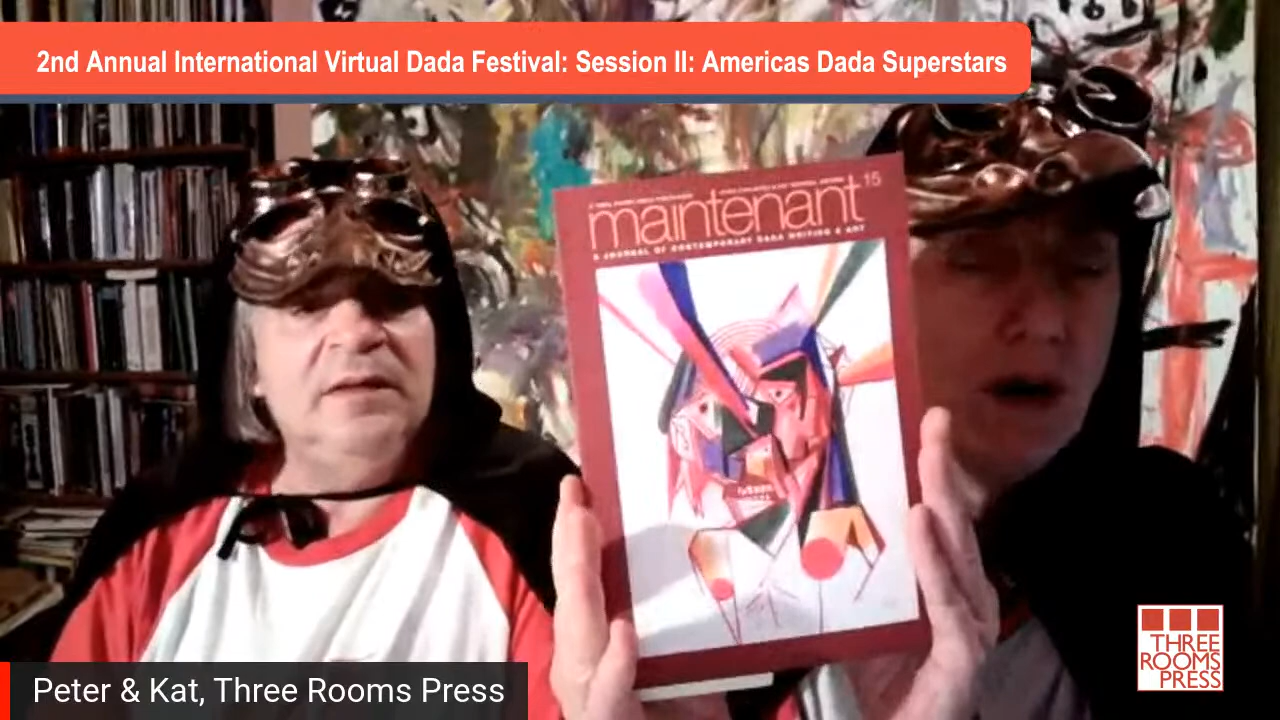 2nd Annual International Virtual Dada Festival: Session II: Americas Dada Superstars
maintenant 15
A JOURNAL OF CONTEMPORARY DADA WRITING & ART
THREE
ROOMS
PRESS
Peter & Kat, Three Rooms Press